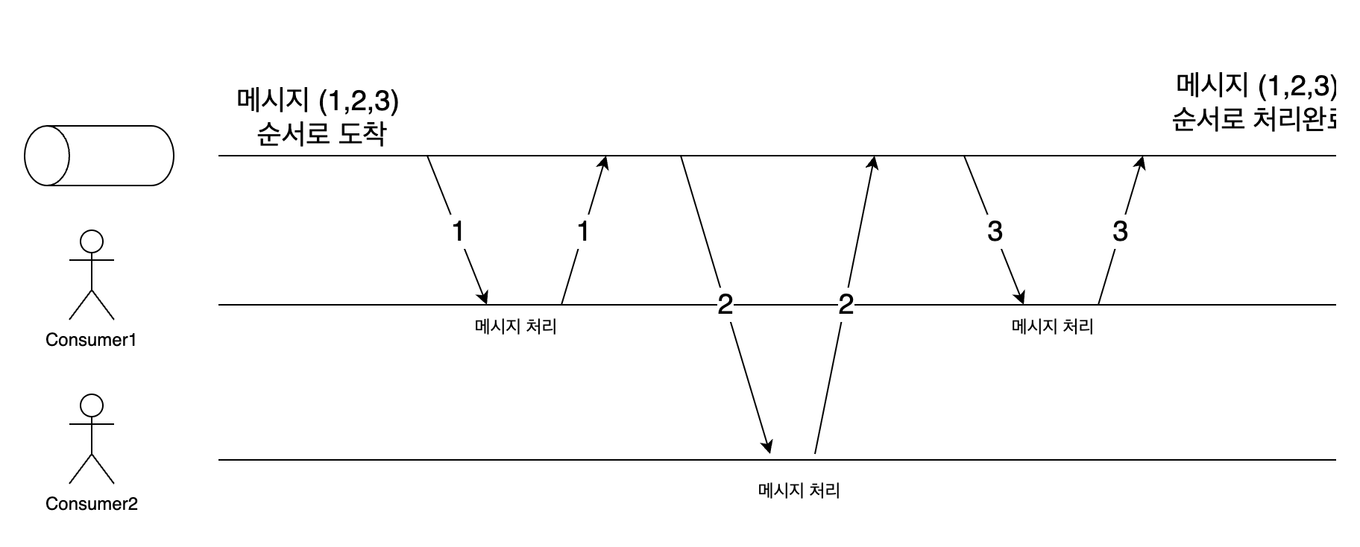 메시지 (1,2,3)
순서로 도착
메시지 (1,2,3)
순서로 처리완료
1
1
2
2
3
3
메시지 처리
메시지 처리
메시지 처리
Consumer1
Consumer2